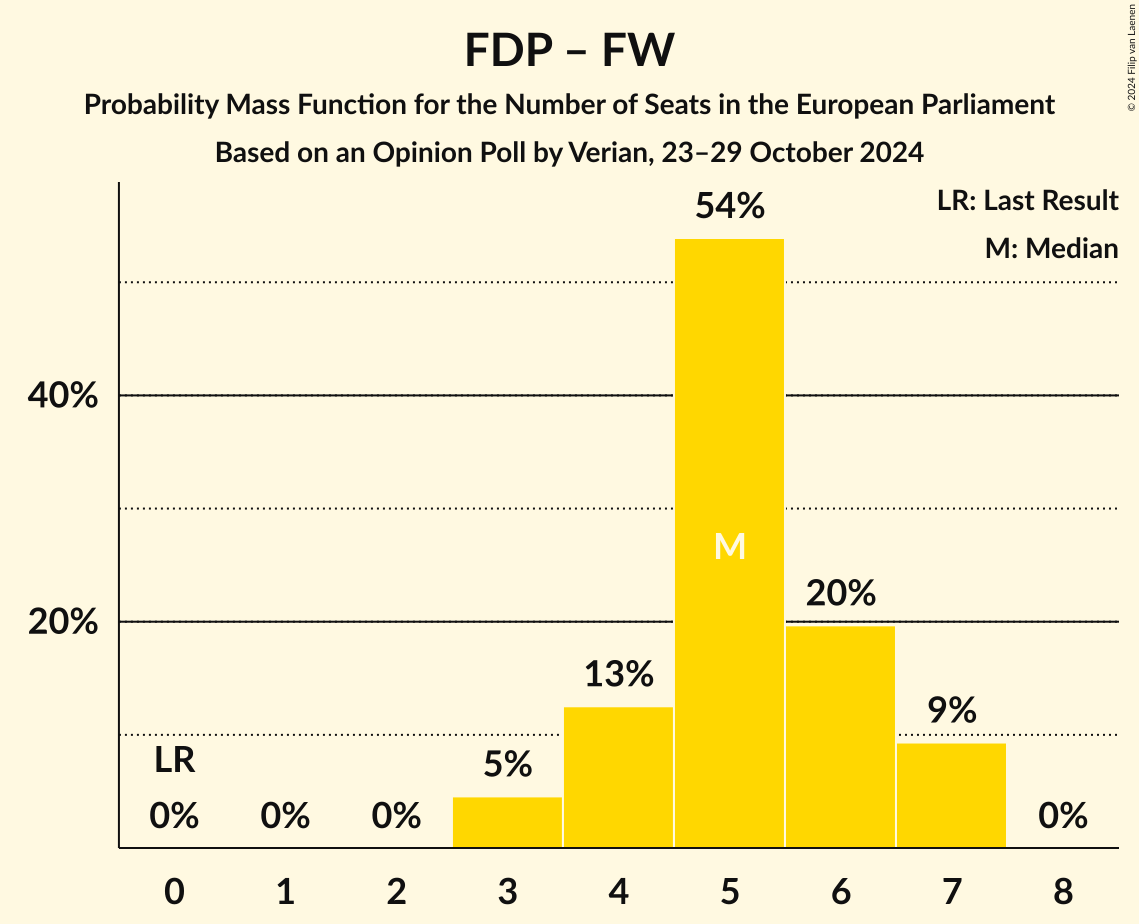 FDP – FW
Probability Mass Function for the Number of Seats in the European Parliament
Based on an Opinion Poll by Verian, 23–29 October 2024
© 2024 Filip van Laenen
LR: Last Result
M: Median
54%
40%
M
20%
20%
13%
9%
LR
5%
0% 0% 0% 0%
0 1 2 3 4 5 6 7 8